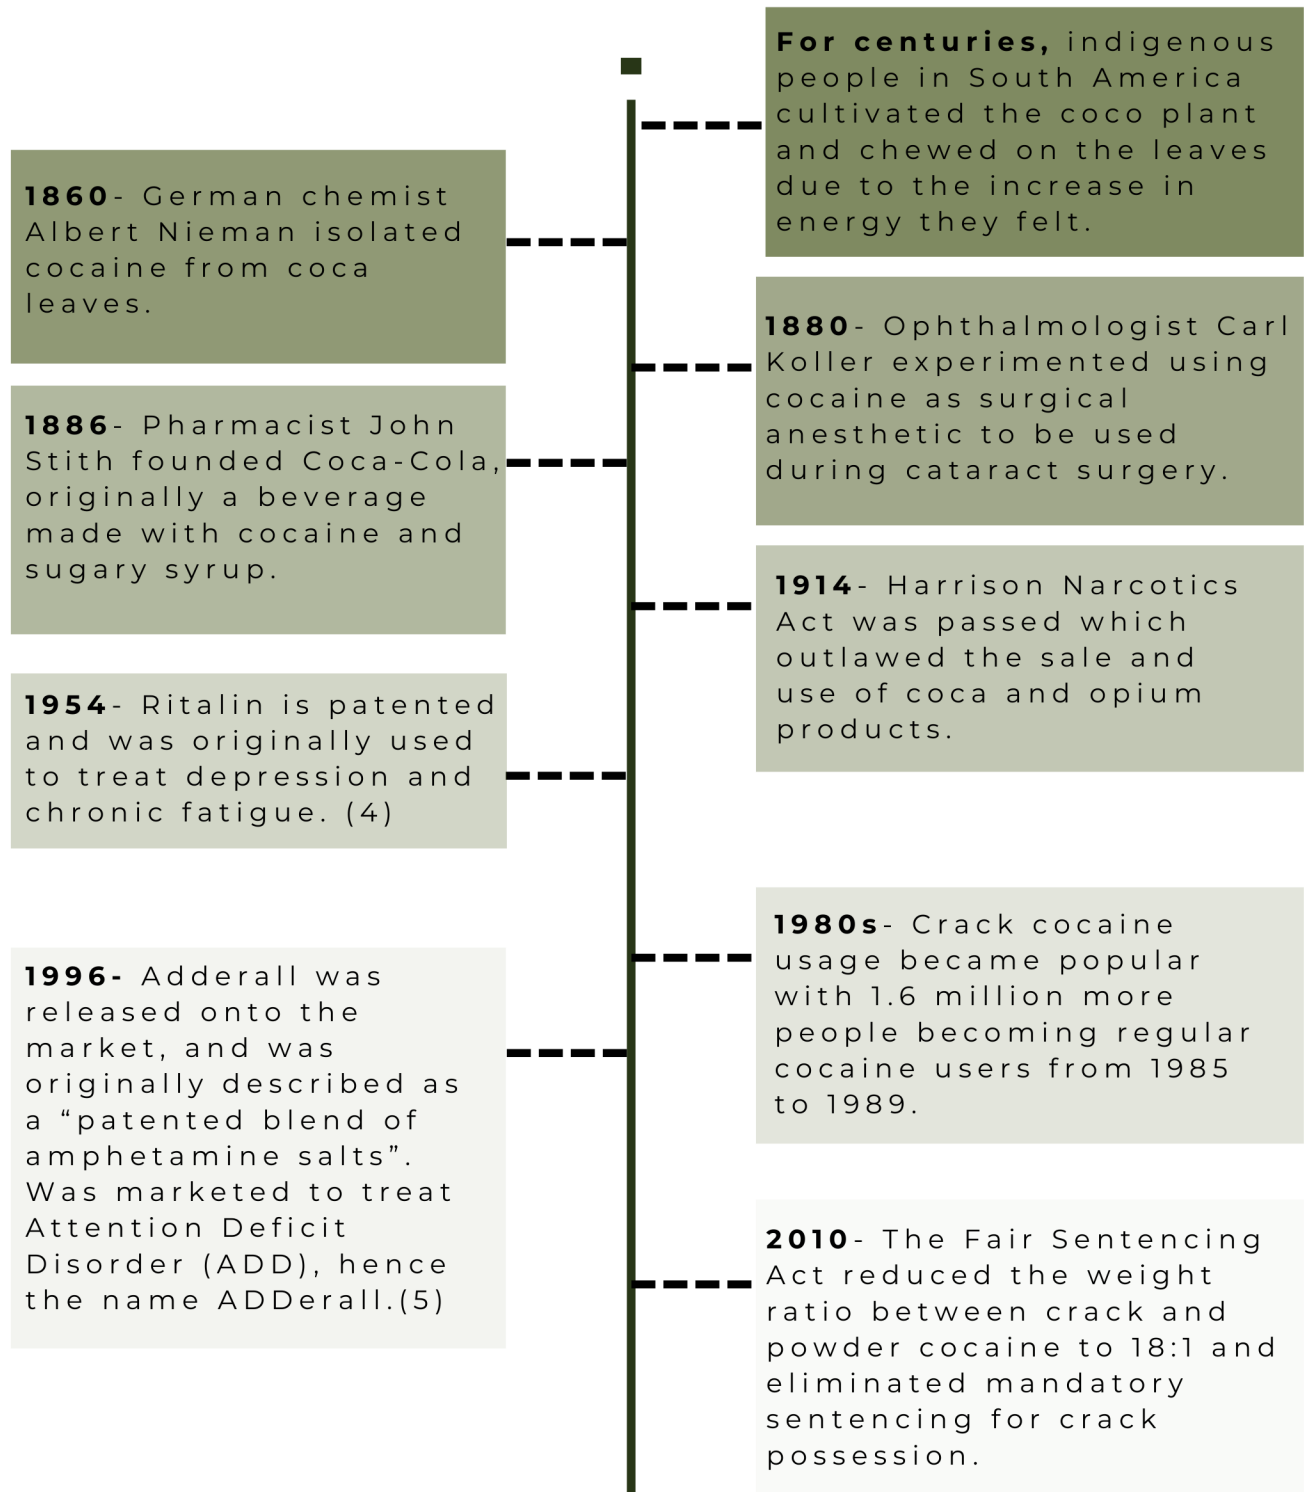 For centuries, indigenous
people in South America
cultivated the coco plant
and chewed on the leaves
due to the increase in
energy they felt.
1860- German chemist
Albert Nieman isolated
cocaine from coca
leaves.
1880- Ophthalmologist Carl
Koller experimented using
cocaine as surgical
anesthetic to be used
during cataract surgery.
1886- Pharmacist John
Stith founded Coca-Cola,
originally a beverage
made with cocaine and
sugary syrup.
1914- Harrison Narcotics
Act was passed which
outlawed the sale and
use of coca and opium
products.
1954- Ritalin is patented
and was originally used
to treat depression and
chronic fatigue. (4)
1980s- Crack cocaine
usage became popular
with 1.6 million more
people becoming regular
cocaine users from 1985
to 1989.
1996- Adderall was
released onto the
market, and was
originally described as
a “patented blend of
amphetamine salts”.
Was marketed to treat
Attention Deficit
Disorder (ADD), hence
the name ADDerall.(5)
2010- The Fair Sentencing
Act reduced the weight
ratio between crack and
powder cocaine to 18:1 and
eliminated mandatory
sentencing for crack
possession.